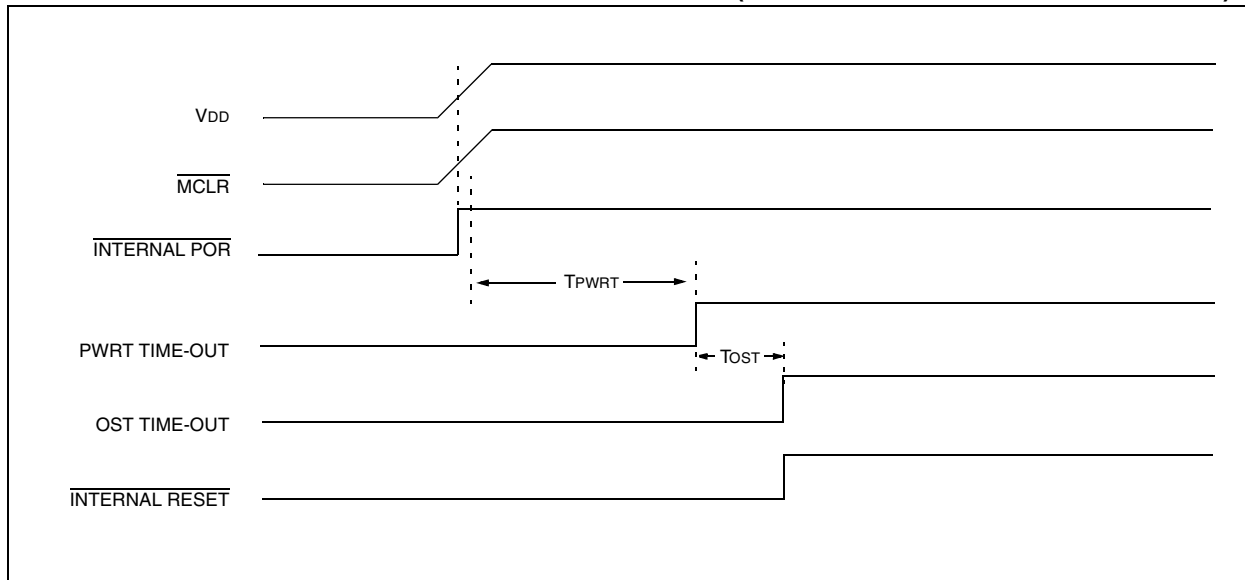 VDD
MCLR
INTERNAL POR
TPWRT
PWRT TIME-OUT
TOST
OST TIME-OUT
INTERNAL RESET